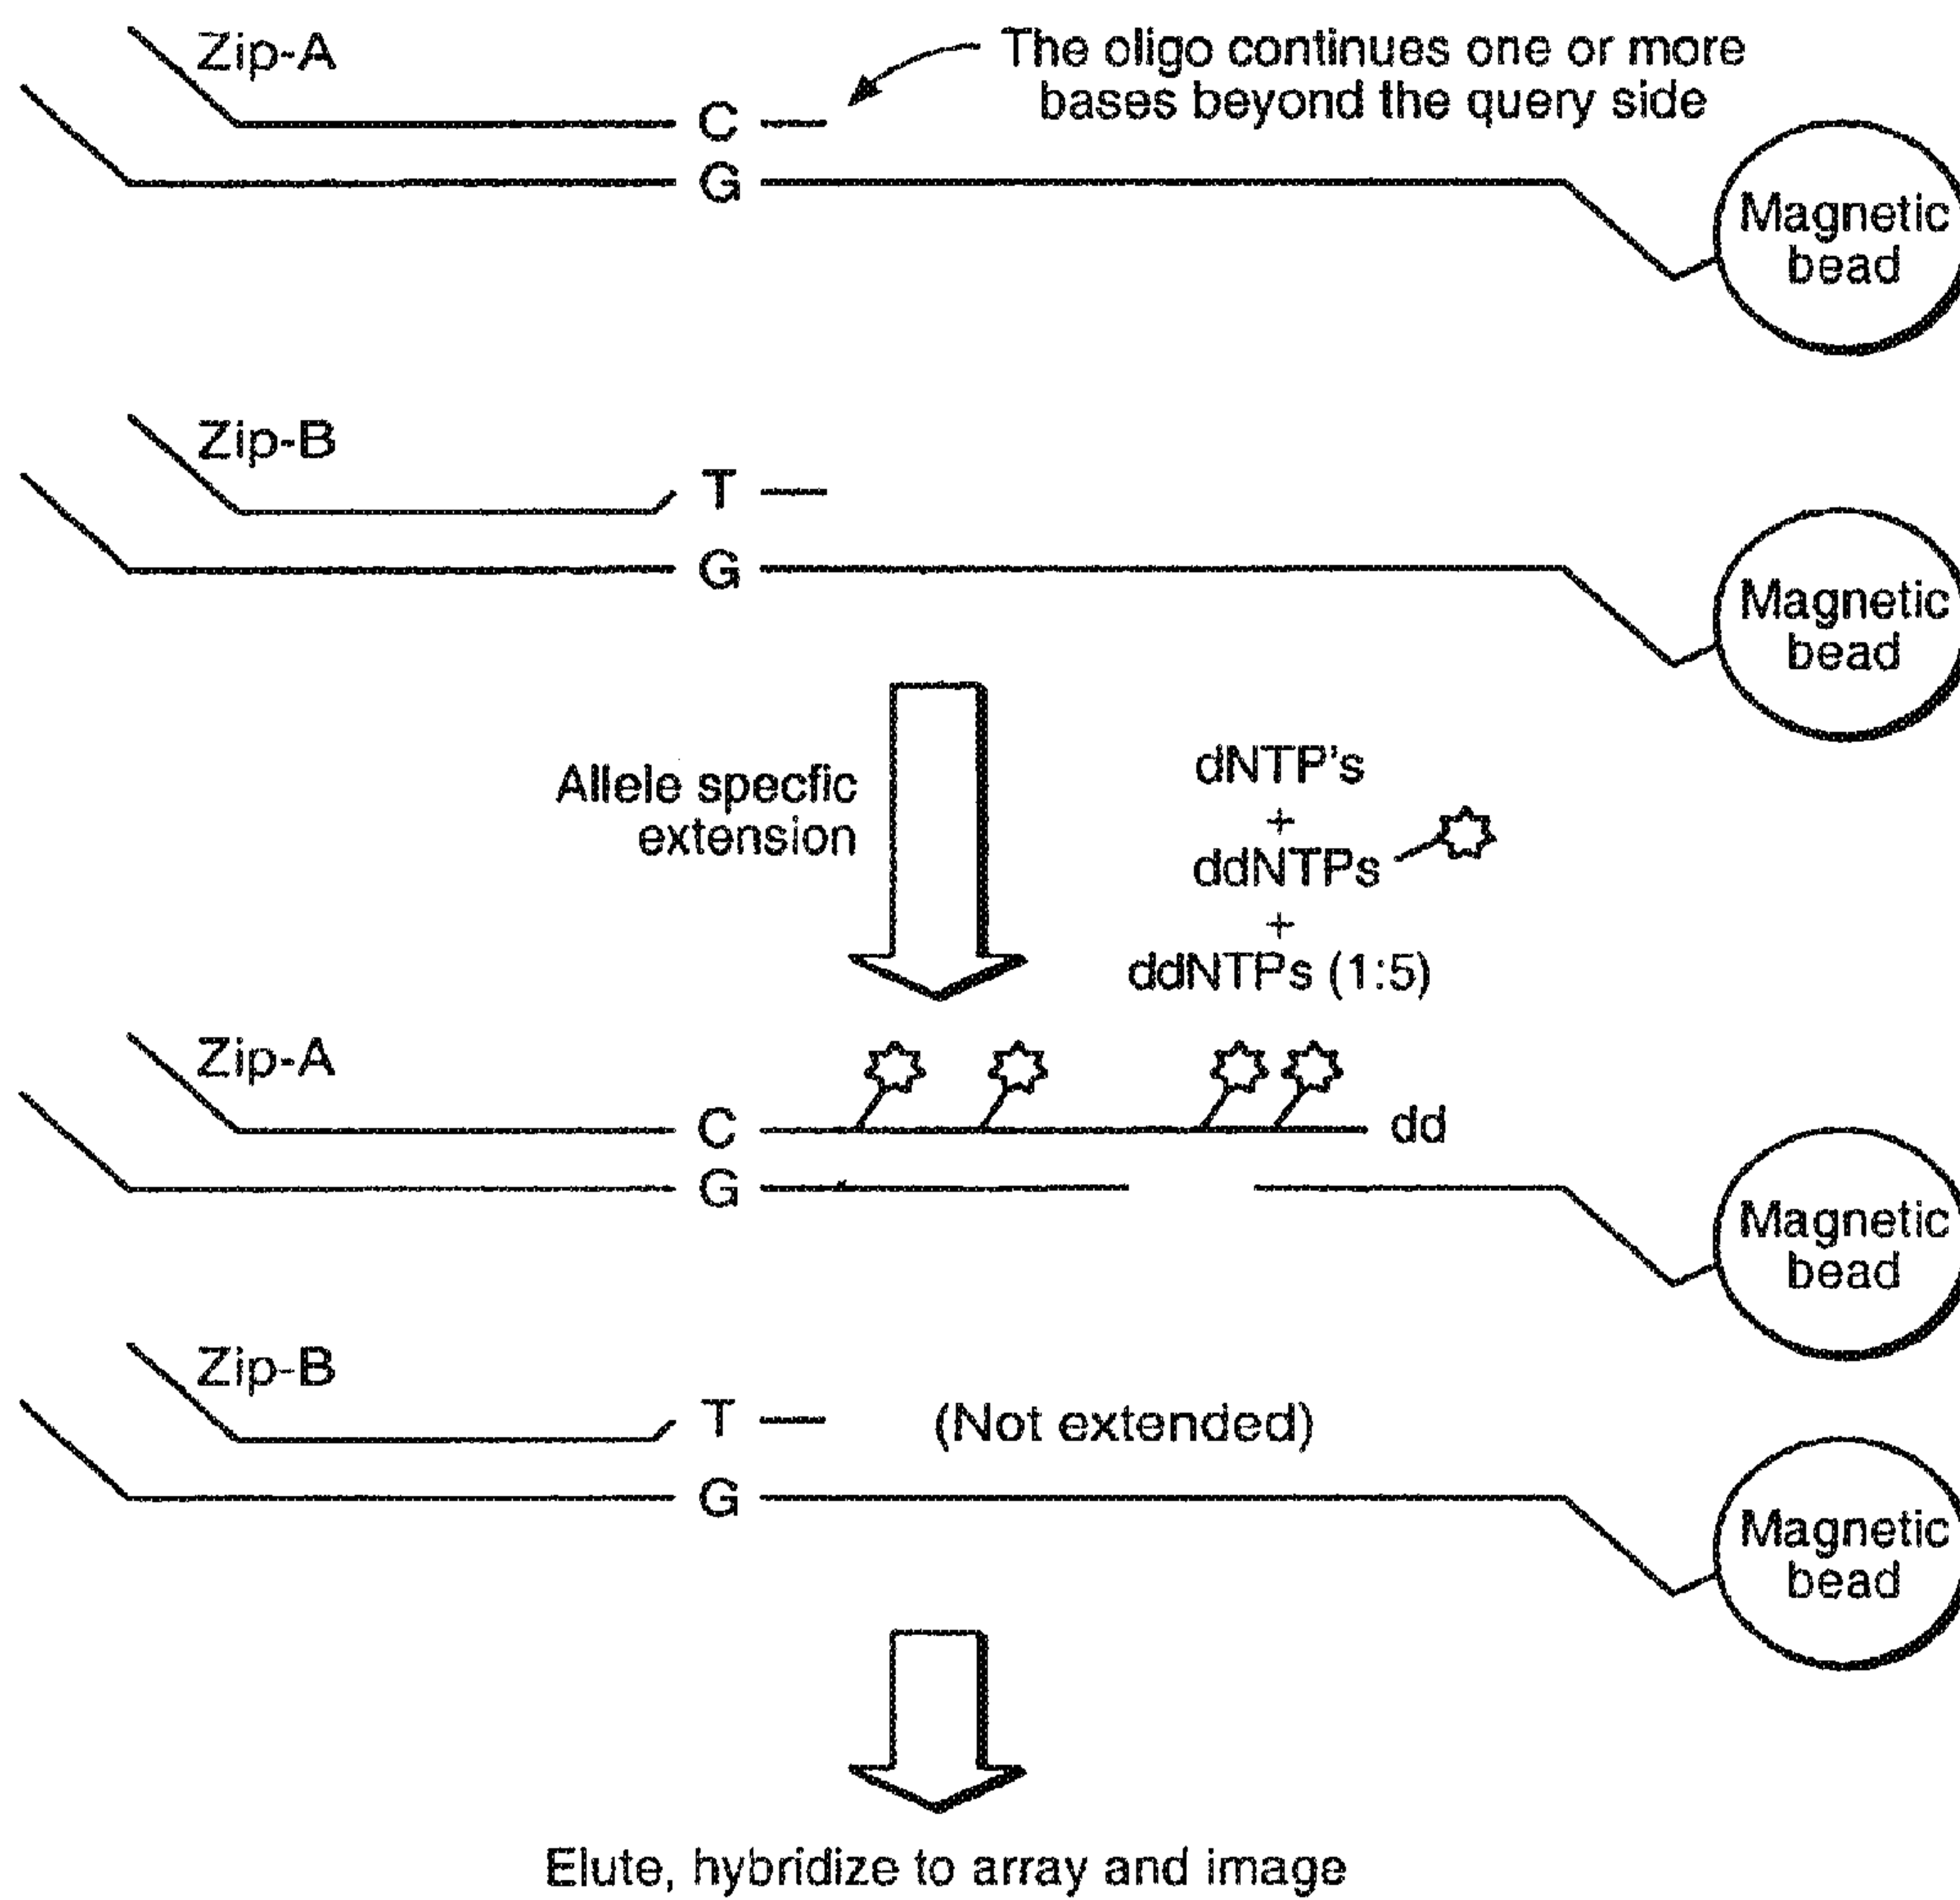 Zip-A
The oligo continues one or more
bases beyond the query side
C
G
Magnetic
bead
Zip-B
T
G
Magnetic
bead
Allele specfic
extension
dNTP's
+
ddNTPs
+
ddNTPs (1:5)
Zip-A
C
dd
G
Magnetic
bead
Zip-B
T
(Not extended)
G
Magnetic
bead
Elute, hybridize to array and image